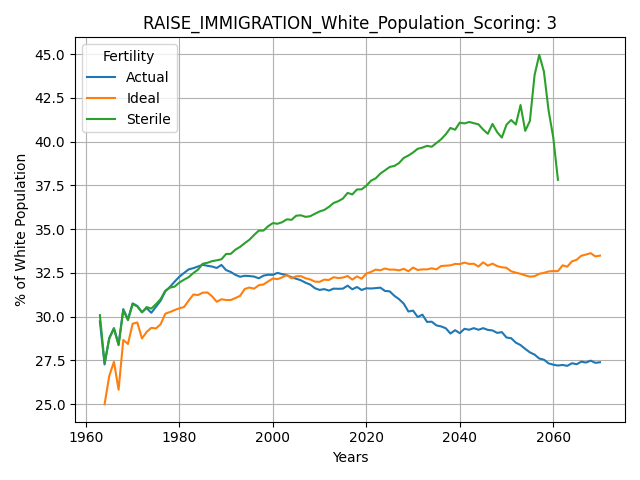 RAISE_IMMIGRATION_White_Population_Scoring: 3
Fertility
Actual
Ideal
Sterile
% of White Population
45.0
42.5
40.0
37.5
35.0
32.5
30.0
27.5
25.0
1960 1980 2000 2020 2040 2060
Years